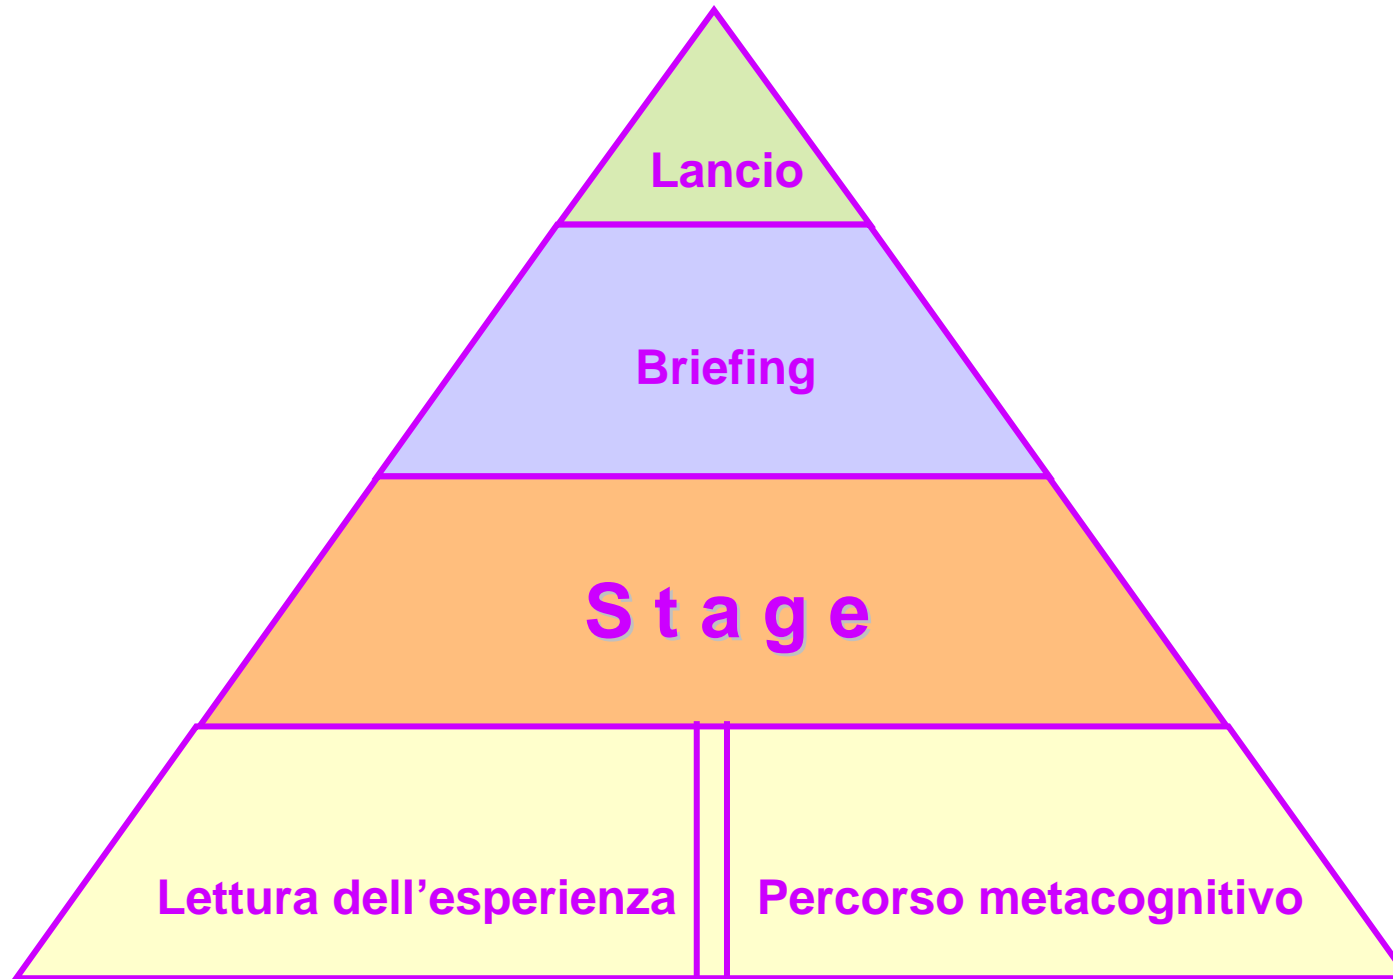 Lancio
Briefing
S t a g e
Lettura dell’esperienza
Percorso metacognitivo